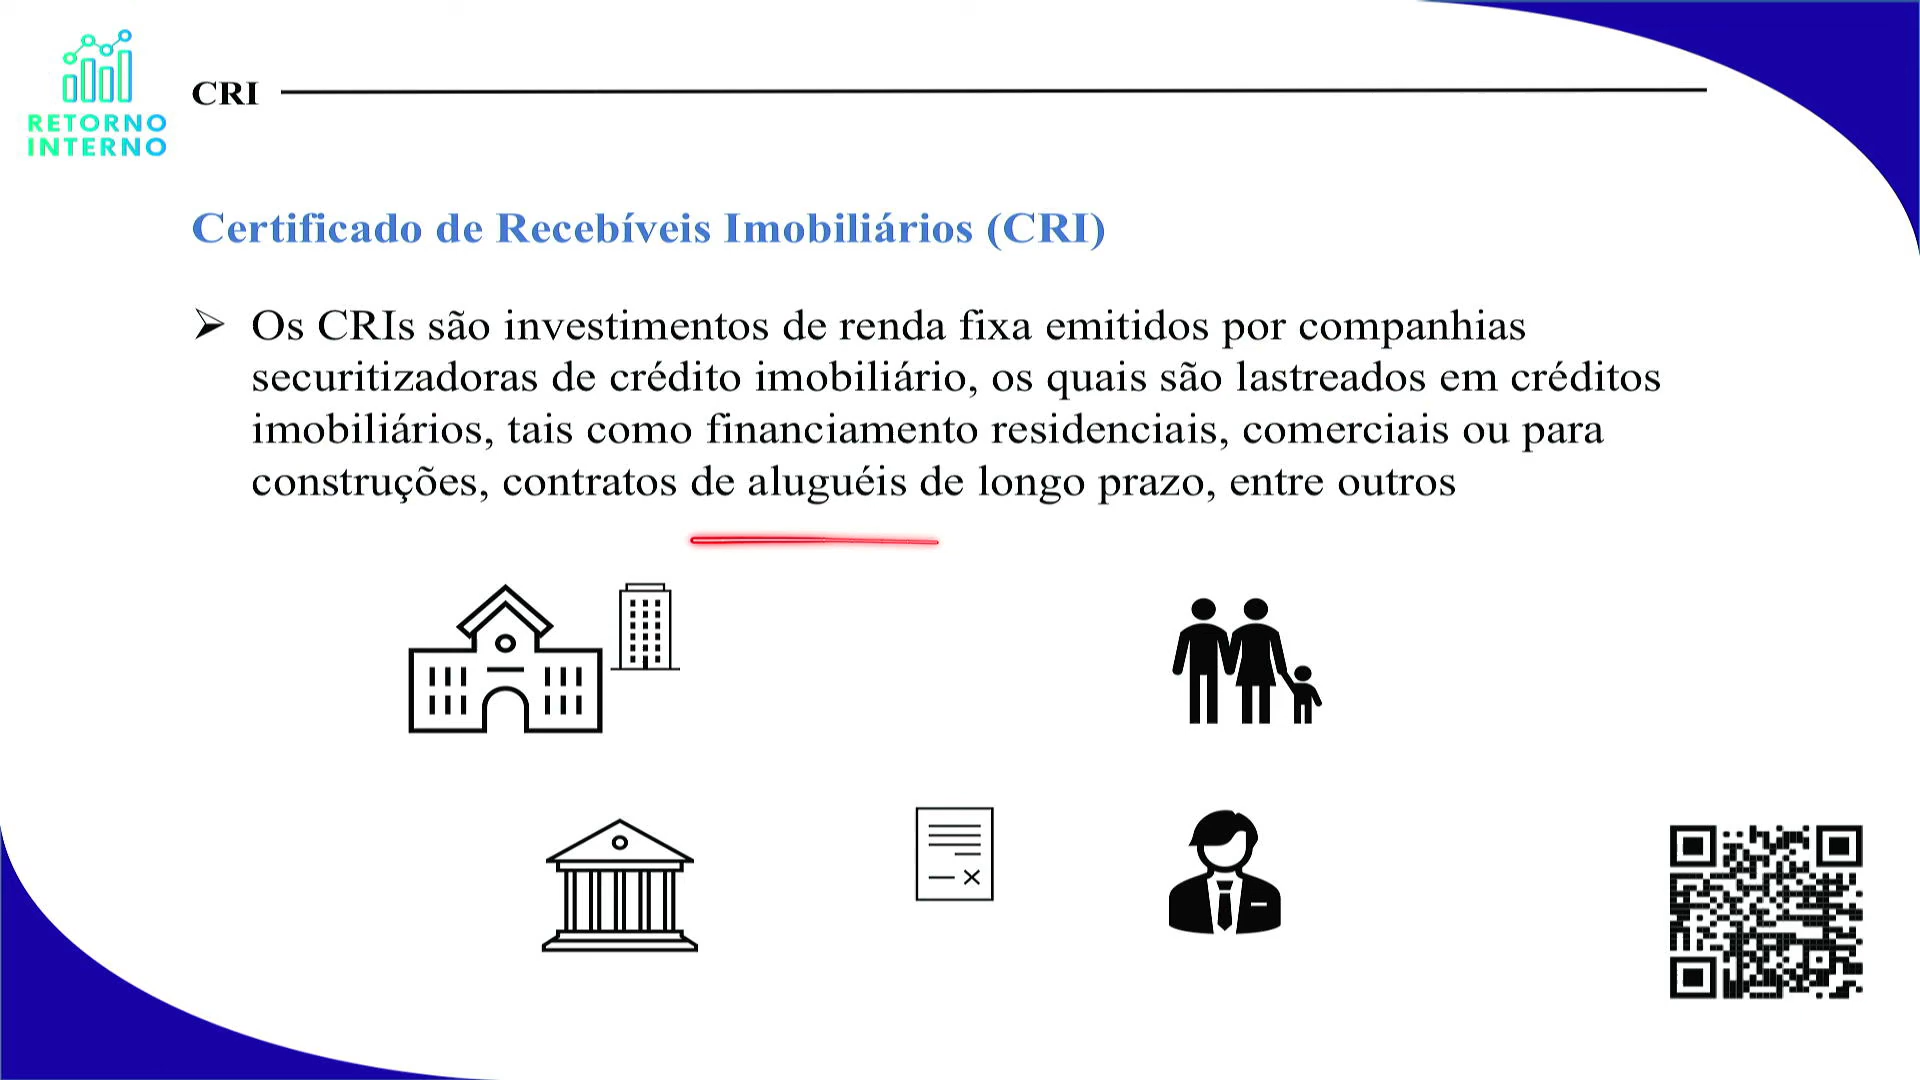 RETORNO
INTERNO
CRI
Certificado de Recebíveis Imobiliários (CRI)
Os CRIs são investimentos de renda fixa emitidos por companhias
securitizadoras de crédito imobiliário, os quais são lastreados em créditos
imobiliários, tais como financiamento residenciais, comerciais ou para
construções, contratos de aluguéis de longo prazo, entre outros